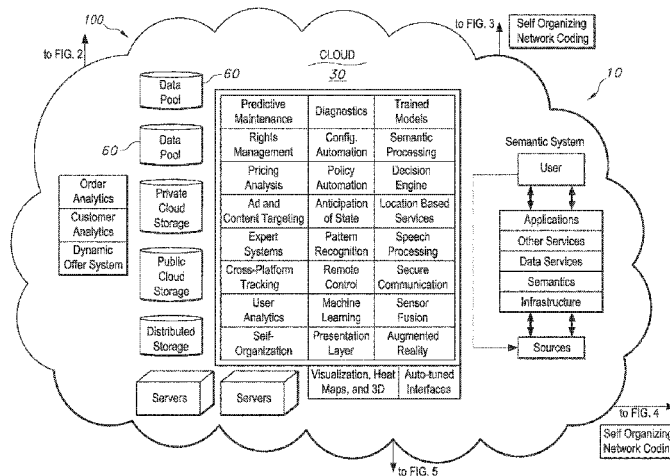 100
to FIG. 2
to FIG. 3
Self Organizing
Network Coding
10
CLOUD
30
60
Data
Pool
60
Data
Pool
Private
Cloud
Storage
Public
Cloud
Storage
Distributed
Storage
Servers
Servers
Order
Analytics
Customer
Analytics
Dynamic
Offer System
Predictive
Maintenance
Diagnostics
Trained
Models
Rights
Management
Config.
Automation
Semantic
Processing
Pricing
Analysis
Policy
Automation
Decision
Engine
Ad and
Content Targeting
Anticipation
of State
Location Based
Services
Expert
Systems
Pattern
Recognition
Speech
Processing
Cross-Platform
Tracking
Remote
Control
Secure
Communication
User
Analytics
Machine
Learning
Sensor
Fusion
Self-
Organization
Presentation
Layer
Augmented
Reality
Visualization, Heat
Maps, and 3D
Auto-tuned
Interfaces
Semantic System
User
Applications
Other Services
Data Services
Semantics
Infrastructure
Sources
to FIG. 4
Self Organizing
Network Coding
to FIG. 5